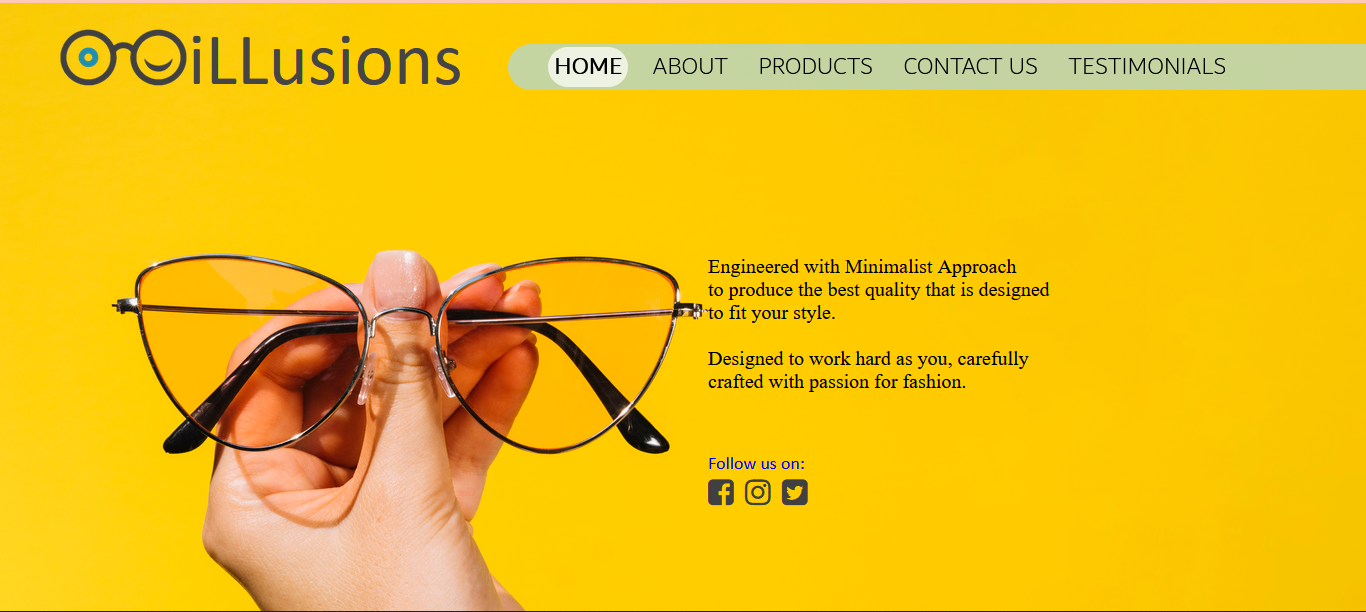 iLLusions
HOME ABOUT PRODUCTS CONTACT US TESTIMONIALS
Engineered with Minimalist Approach
to produce the best quality that is designed
to fit your style.
Designed to work hard as you, carefully
crafted with passion for fashion.
Follow us on: